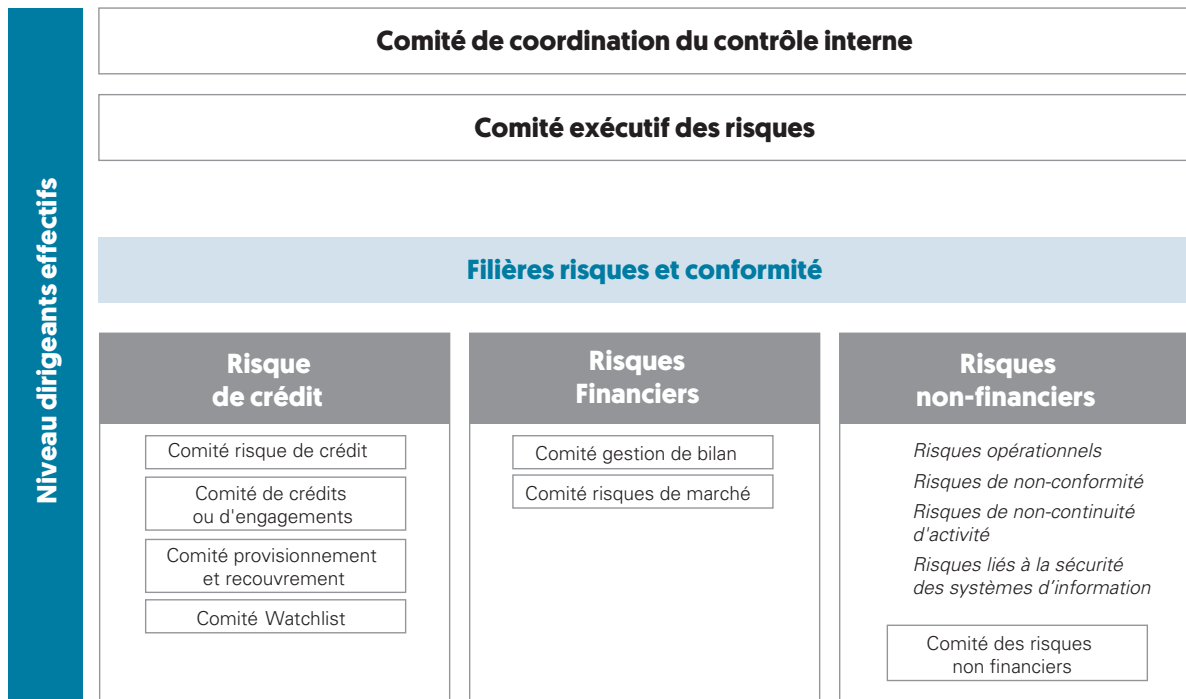 Niveau dirigeants effectifs
Comité de coordination du contrôle interne
Comité exécutif des risques
Filières risques et conformité
Risque
de crédit
Comité risque de crédit
Comité de crédits
ou d'engagements
Comité provisionnement
et recouvrement
Comité Watchlist
Risques
Financiers
Comité gestion de bilan
Comité risques de marché
Risques
non-financiers
Risques opérationnels
Risques de non-conformité
Risques de non-continuité
d'activité
Risques liés à la sécurité
des systèmes d’information
Comité des risques
non financiers